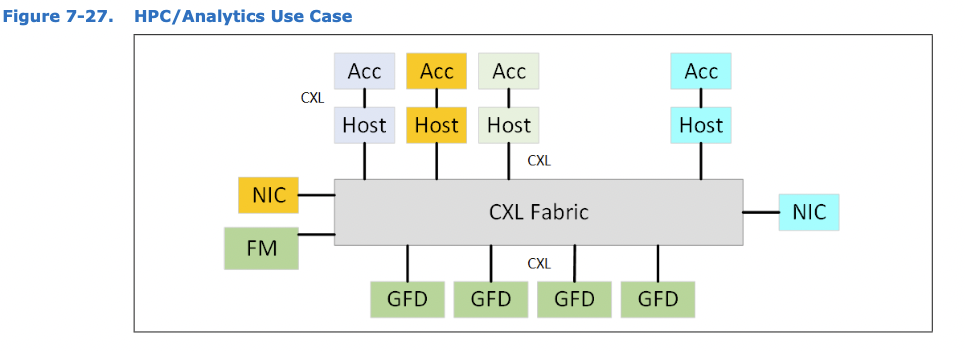 Figure 7-27. HPC/Analytics Use Case
Acc Acc Acc Acc
CXL
Host Host Host Host
CXL
NIC
CXL Fabric
NIC
FM
CXL
GFD GFD GFD GFD